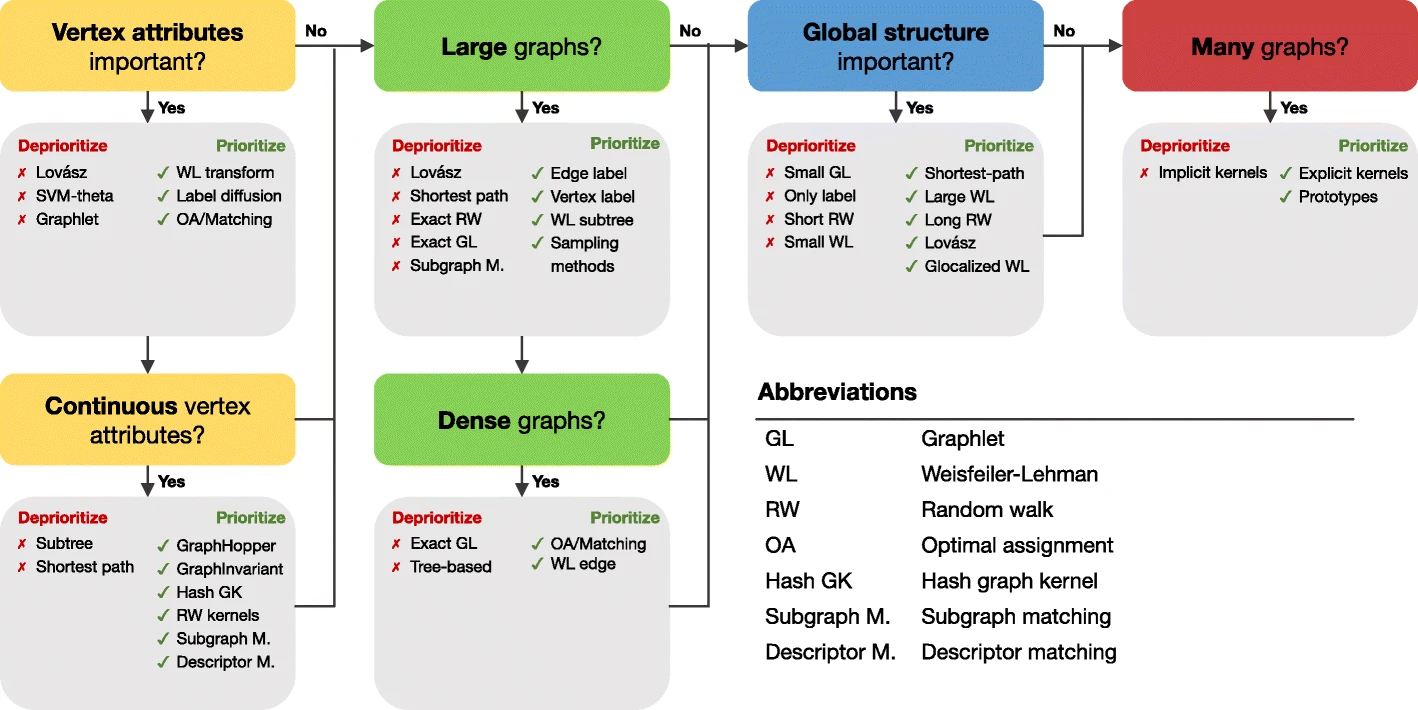 Vertex attributes
important?
No
Yes
Deprioritize
✗ Lovász
✗ SVM-theta
✗ Graphlet
Prioritize
✓ WL transform
✓ Label diffusion
✓ OA/Matching
Continuous vertex
attributes?
Yes
Deprioritize
✗ Subtree
✗ Shortest path
Prioritize
✓ GraphHopper
✓ GraphInvariant
✓ Hash GK
✓ RW kernels
✓ Subgraph M.
✓ Descriptor M.
Large graphs?
No
Yes
Deprioritize
✗ Lovász
✗ Shortest path
✗ Exact RW
✗ Exact GL
✗ Subgraph M.
Prioritize
✓ Edge label
✓ Vertex label
✓ WL subtree
✓ Sampling
methods
Dense graphs?
Yes
Deprioritize
✗ Exact GL
✗ Tree-based
Prioritize
✓ OA/Matching
✓ WL edge
Global structure
important?
No
Yes
Deprioritize
✗ Small GL
✗ Only label
✗ Short RW
✗ Small WL
Prioritize
✓ Shortest-path
✓ Large WL
✓ Long RW
✓ Lovász
✓ Glocalized WL
Many graphs?
Yes
Deprioritize
✗ Implicit kernels
Prioritize
✓ Explicit kernels
✓ Prototypes
Abbreviations
GL Graphlet
WL Weisfeiler-Lehman
RW Random walk
OA Optimal assignment
Hash GK Hash graph kernel
Subgraph M. Subgraph matching
Descriptor M. Descriptor matching